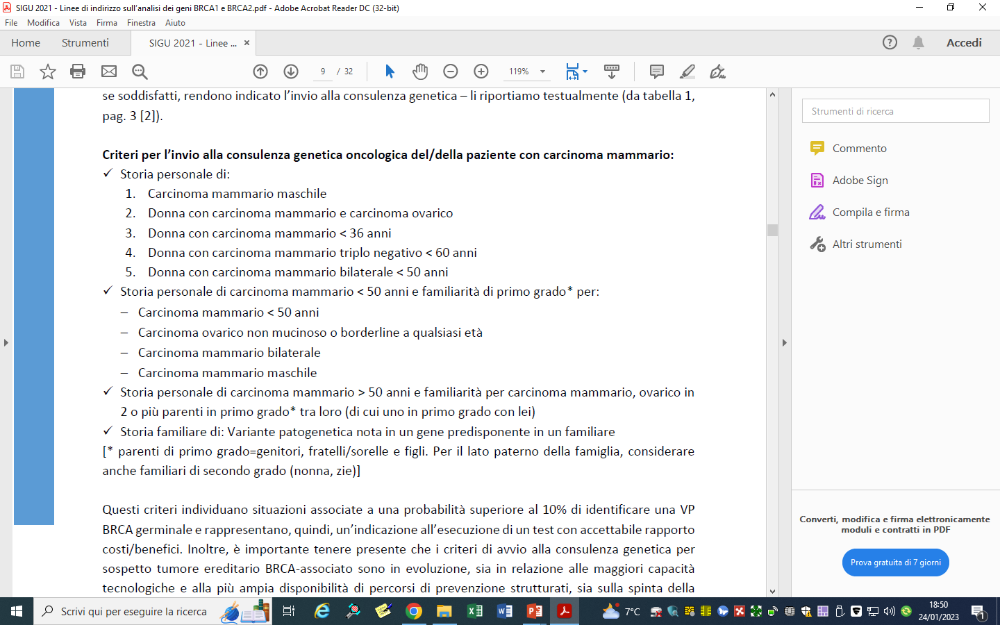 SIGU 2021 - Linee di indirizzo sull'analisi dei geni BRCA1 e BRCA2.pdf - Adobe Acrobat Reader DC (32-bit)
File Modifica Vista Firma Finestra Aiuto
Home Strumenti SIGU 2021 - Linee ... × Accedi
9 / 32 119%
se soddisfatti, rendono indicato l’invio alla consulenza genetica – li riportiamo testualmente (da tabella 1,
pag. 3 [2]).
Criteri per l’invio alla consulenza genetica oncologica del/della paziente con carcinoma mammario:
✓ Storia personale di:
1. Carcinoma mammario maschile
2. Donna con carcinoma mammario e carcinoma ovarico
3. Donna con carcinoma mammario < 36 anni
4. Donna con carcinoma mammario triplo negativo < 60 anni
5. Donna con carcinoma mammario bilaterale < 50 anni
✓ Storia personale di carcinoma mammario < 50 anni e familiarità di primo grado* per:
– Carcinoma mammario < 50 anni
– Carcinoma ovarico non mucinoso o borderline a qualsiasi età
– Carcinoma mammario bilaterale
– Carcinoma mammario maschile
✓ Storia personale di carcinoma mammario > 50 anni e familiarità per carcinoma mammario, ovarico in
2 o più parenti in primo grado* tra loro (di cui uno in primo grado con lei)
✓ Storia familiare di: Variante patogenetica nota in un gene predisponente in un familiare
[* parenti di primo grado=genitori, fratelli/sorelle e figli. Per il lato paterno della famiglia, considerare
anche familiari di secondo grado (nonna, zie)]
Questi criteri individuano situazioni associate a una probabilità superiore al 10% di identificare una VP
BRCA germinale e rappresentano, quindi, un’indicazione all’esecuzione di un test con accettabile rapporto
costi/benefici. Inoltre, è importante tenere presente che i criteri di avvio alla consulenza genetica per
sospetto tumore ereditario BRCA-associato sono in evoluzione, sia in relazione alle maggiori capacità
tecnologiche e alla più ampia disponibilità di percorsi di prevenzione strutturati, sia sulla spinta della
Strumenti di ricerca
Commento
Adobe Sign
Compila e firma
Altri strumenti
Converti, modifica e firma elettronicamente
moduli e contratti in PDF
Prova gratuita di 7 giorni
Scrivi qui per eseguire la ricerca
7°C
18:50
24/01/2023
1